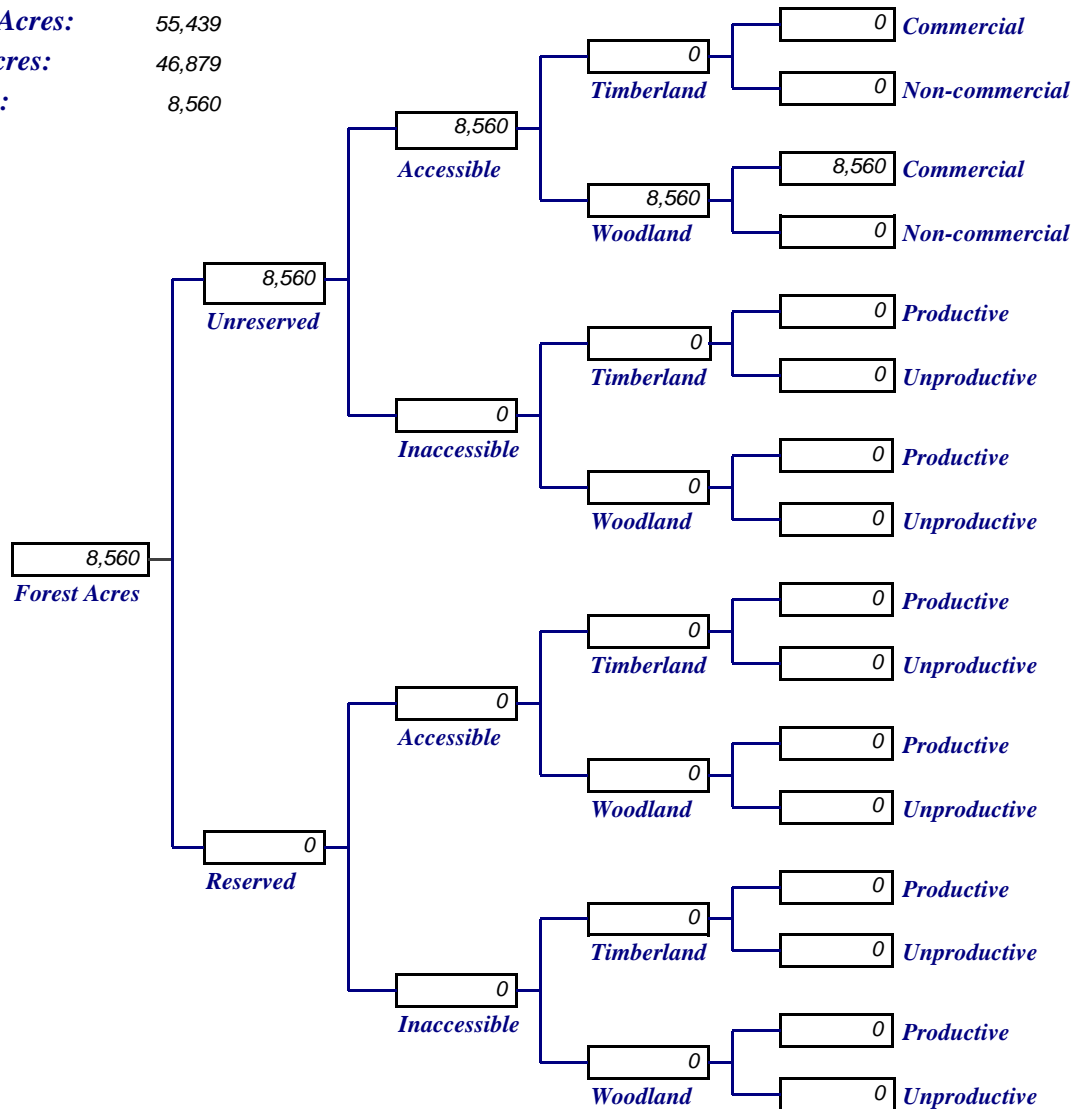 Acres: 55,439
cres: 46,879
: 8,560
0 Commercial
0
Timberland
0 Non-commercial
8,560
Accessible
8,560 Commercial
8,560
Woodland
0 Non-commercial
8,560
Unreserved
0 Productive
0
Timberland
0 Unproductive
0
Inaccessible
0 Productive
0
Woodland
0 Unproductive
8,560
Forest Acres
0 Productive
0
Timberland
0 Unproductive
0
Accessible
0 Productive
0
Woodland
0 Unproductive
0
Reserved
0 Productive
0
Timberland
0 Unproductive
0
Inaccessible
0 Productive
0
Woodland
0 Unproductive